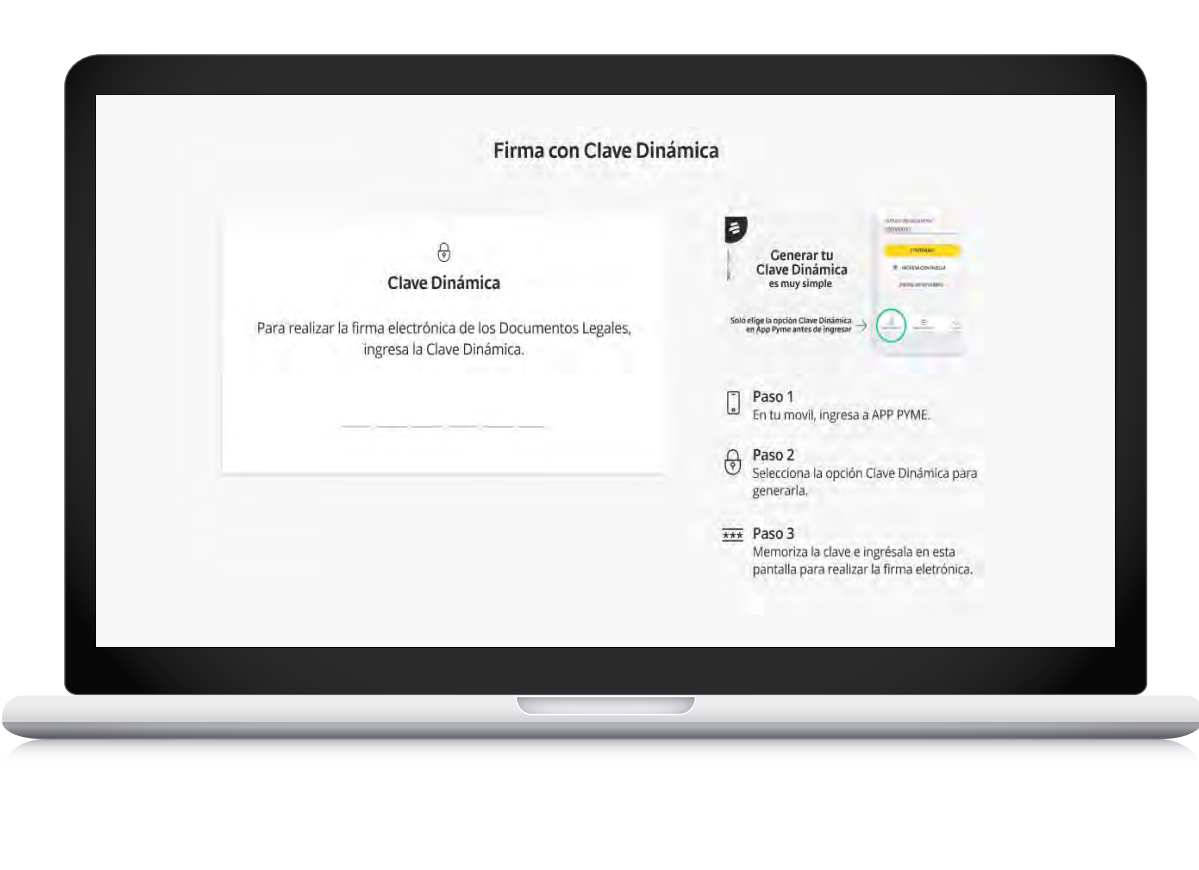 Firma con Clave Dinámica
Clave Dinámica
Para realizar la firma electrónica de los Documentos Legales,
ingresa la Clave Dinámica.
Generar tu
Clave Dinámica
es muy simple
Solo elige la opción Clave Dinámica
en App Pyme antes de ingresar
INGRESA CON HUELLA
Paso 1
En tu movil, ingresa a APP PYME.
Paso 2
Selecciona la opción Clave Dinámica para
generarla.
Paso 3
Memoriza la clave e ingrésala en esta
pantalla para realizar la firma eletrónica.